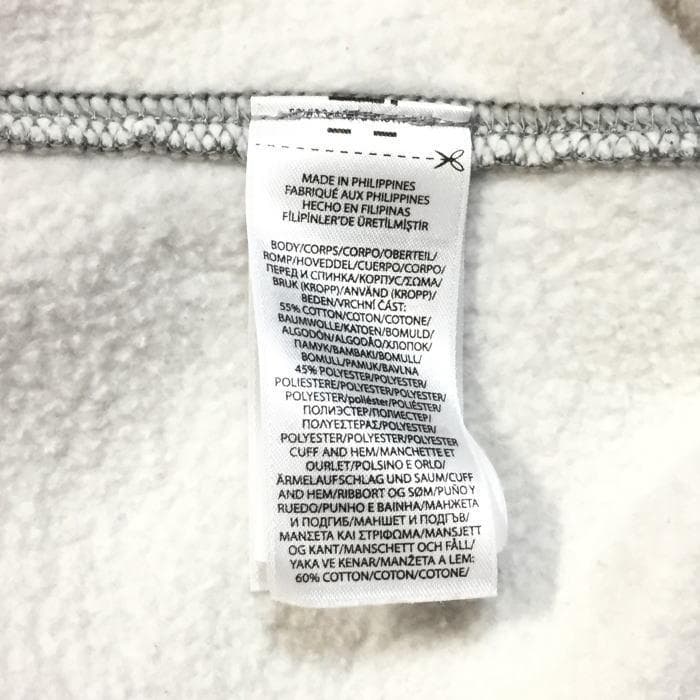 MADE IN PHILIPPINES
FABRIQUÉ AUX PHILIPPINES
HECHO EN FILIPINAS
FİLİPİNLER'DE ÜRETİLMİŞTİR
BODY/CORPS/CORPO/OBERTEIL/
ROMP/HOVEDDEL/CUERPO/CORPO/
ПЕРЕД И СПИНКА/КОРПУС/ΣΩΜΑ/
BRUK (KROPP)/ANVÄND (KROPP)/
BEDEN/VRCHNÍ ČÁST:
55% COTTON/COTON/COTONE/
BAUMWOLLE/KATOEN/BOMULD/
ALGODÓN/ALGODÃO/ХЛОПОК/
ПАМУК/ΒΑΜΒΑΚΙ/BOMULL/
BOMULL/PAMUK/BAVLNA
45% POLYESTER/POLYESTER/
POLIESTERE/POLYESTER/POLYESTER/
POLYESTER/poliéster/POLIÉSTER/
ПОЛИЭСТЕР/ПОЛИЕСТЕР/
ΠΟΛΥΕΣΤΕΡΑΣ/POLYESTER/
POLYESTER/POLYESTER/POLYESTER
CUFF AND HEM/MANCHETTE ET
OURLET/POLSINO E ORLO/
ÄRMELAUFSCHLAG UND SAUM/CUFF
AND HEM/RIBBORT OG SØM/PUÑO Y
RUEDO/PUNHO E BAINHA/МАНЖЕТА
И ПОДГИБ/МАНШЕТ И ПОДГЪВ/
ΜΑΝΣΕΤΑ ΚΑΙ ΣΤΡΙΦΩΜΑ/MANSJETT
OG KANT/MANSCHETT OCH FÅLL/
YAKA VE KENAR/MANŽETA A LEM:
60% COTTON/COTON/COTONE/